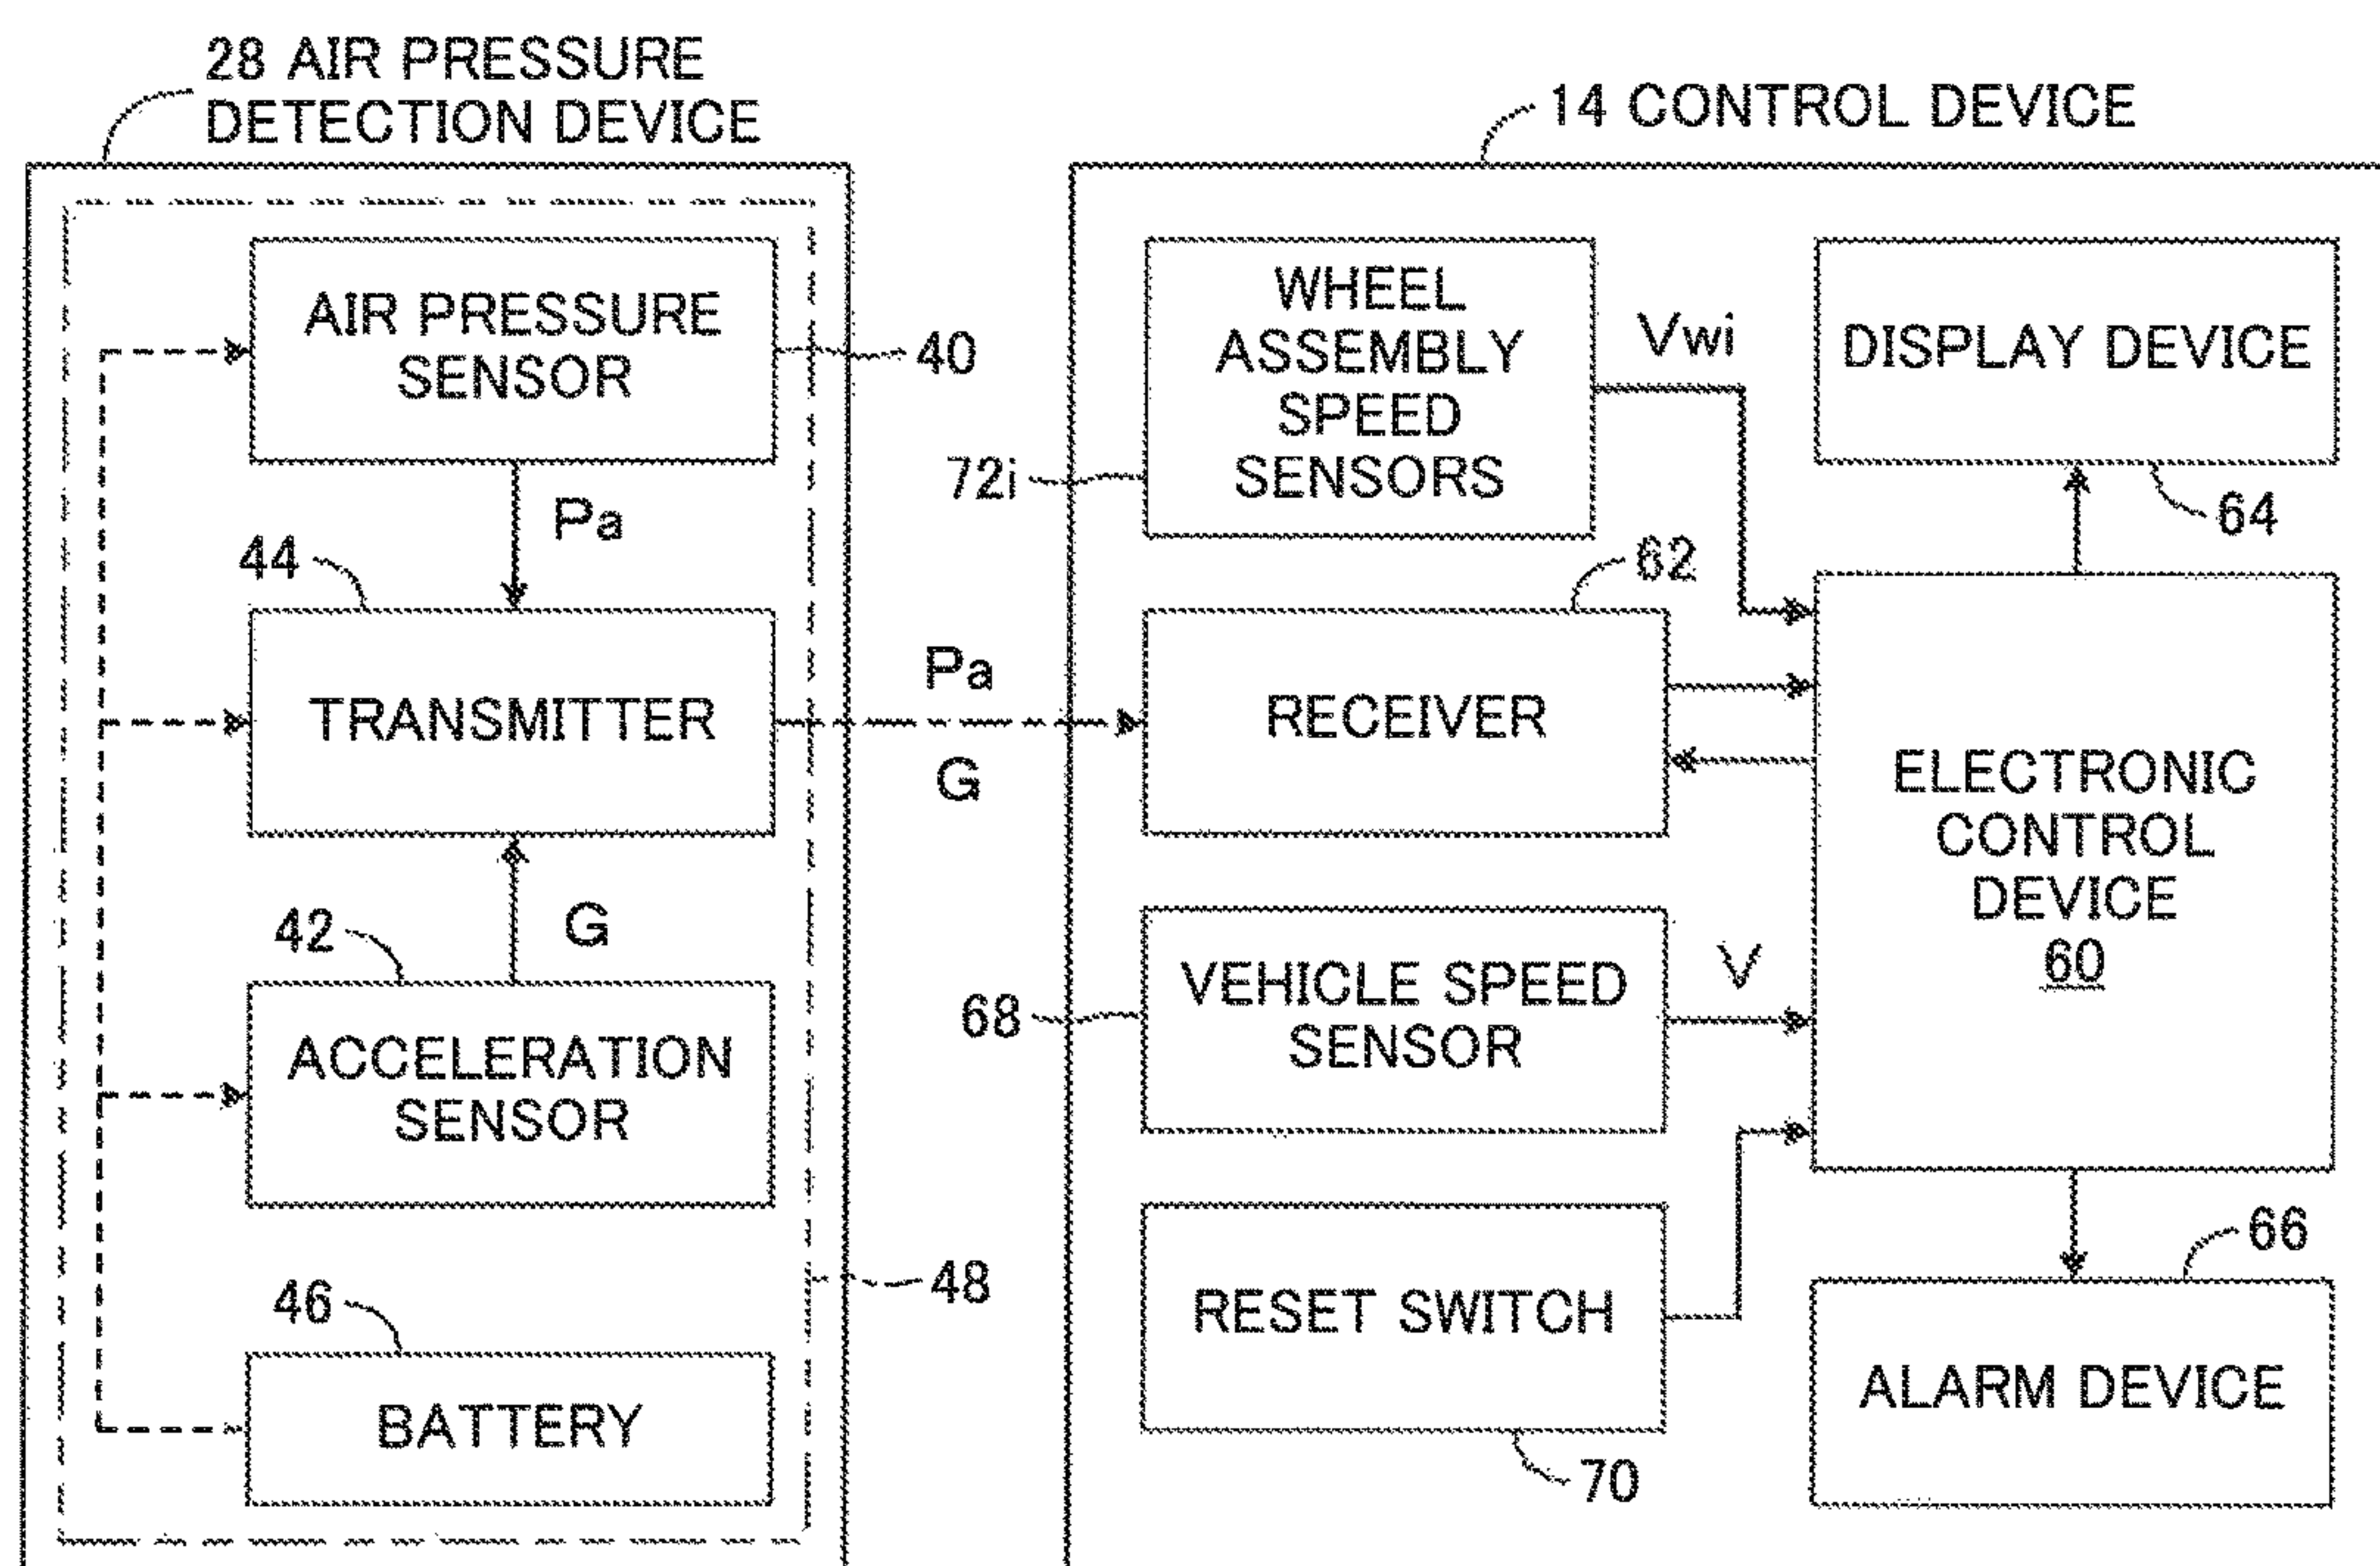 28 AIR PRESSURE
DETECTION DEVICE
AIR PRESSURE
SENSOR
40
Pa
44
TRANSMITTER
Pa
G
42
G
ACCELERATION
SENSOR
48
46
BATTERY
14 CONTROL DEVICE
WHEEL
ASSEMBLY
SPEED
SENSORS
72i
Vwi
DISPLAY DEVICE
64
62
RECEIVER
ELECTRONIC
CONTROL
DEVICE
60
VEHICLE SPEED
SENSOR
68
V
RESET SWITCH
70
66
ALARM DEVICE